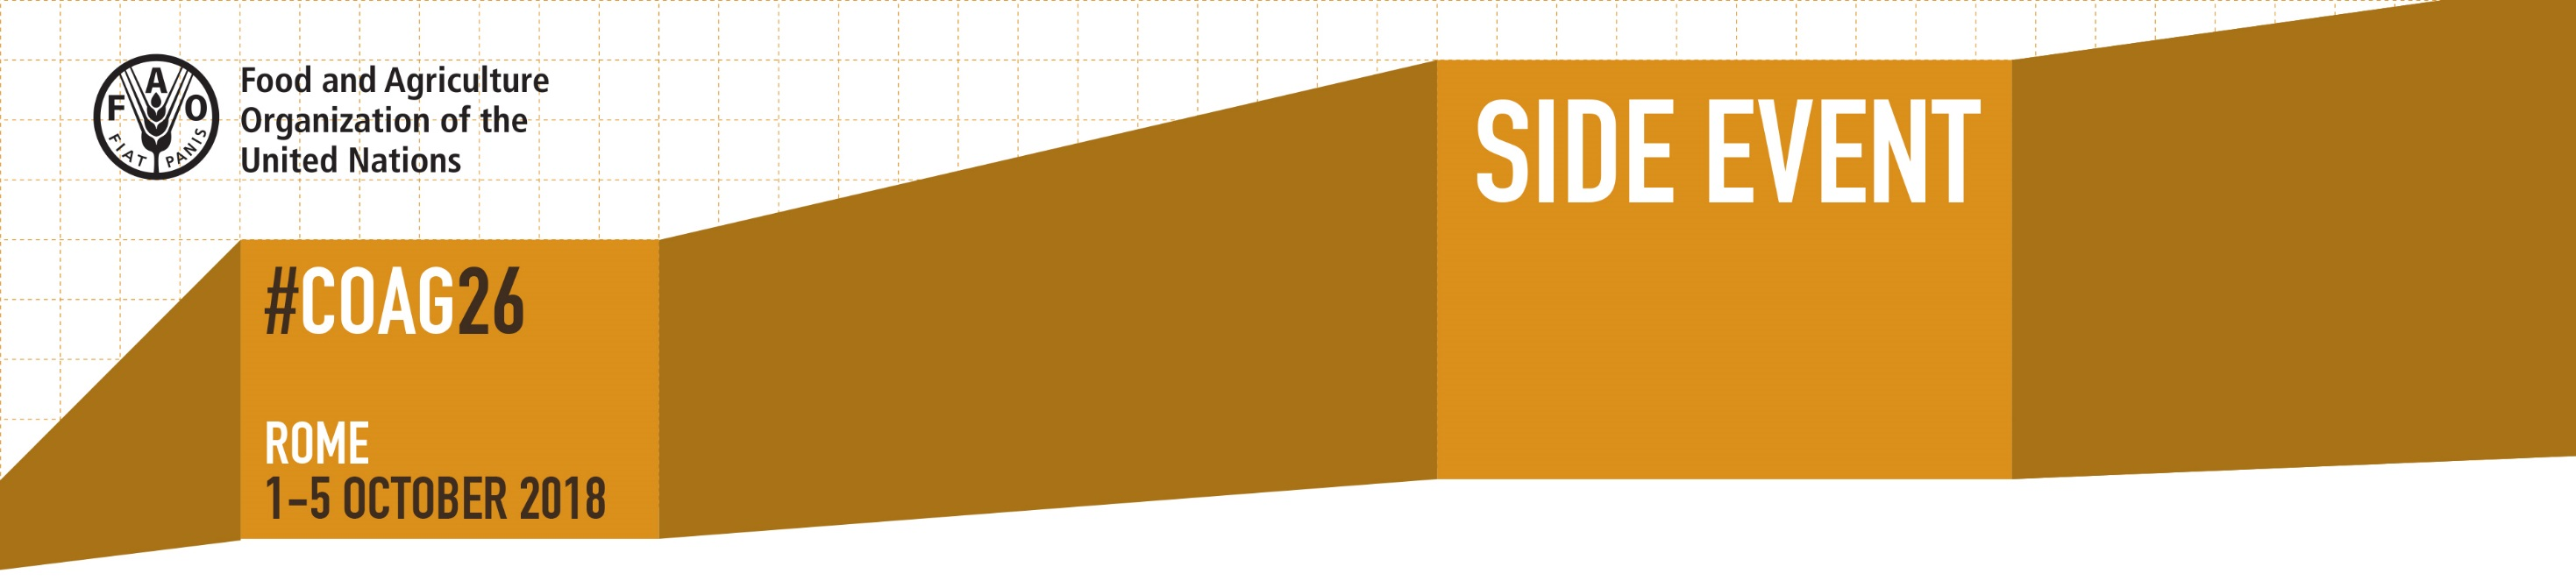 F A O
FIAT PANIS
Food and Agriculture
Organization of the
United Nations
SIDE EVENT
#COAG26
ROME
1-5 OCTOBER 2018